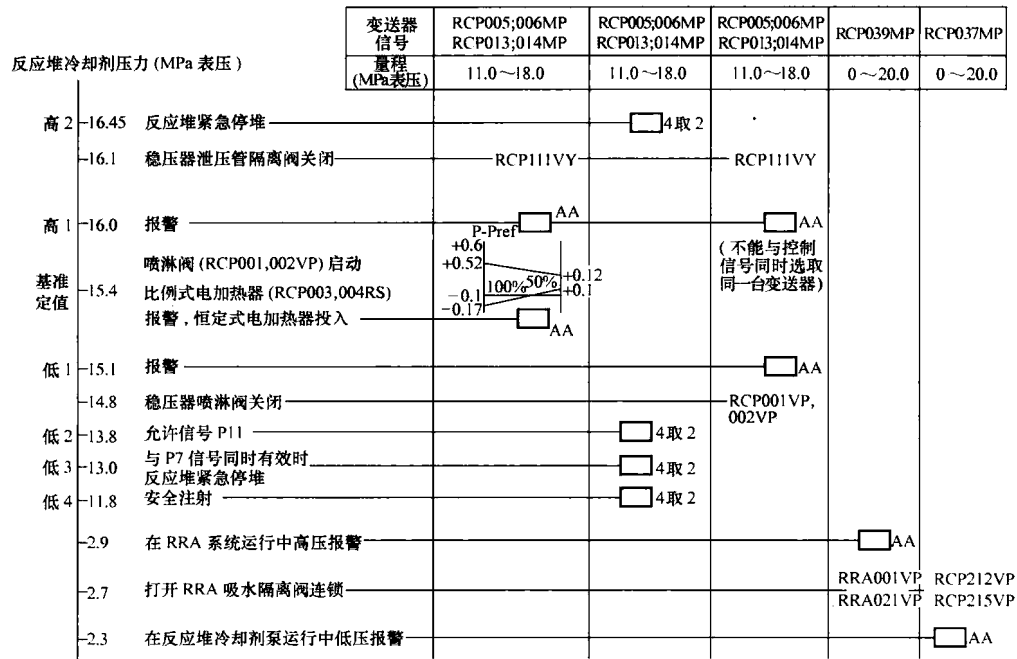 变送器信号 RCP005;006MP RCP013;014MP RCP005;006MP RCP013;014MP RCP005;006MP RCP013;014MP RCP039MP RCP037MP
量程(MPa表压) 11.0~18.0 11.0~18.0 11.0~18.0 0~20.0 0~20.0
反应堆冷却剂压力(MPa 表压)
高 2 16.45 反应堆紧急停堆 4取 2
16.1 稳压器泄压管隔离阀关闭 RCP111VY RCP111VY
高 1 16.0 报警 AA AA
P-Pref
+0.6
(不能与控制
喷淋阀 (RCP001,002VP) 启动 +0.52 +0.12 信号同时选取
基准定值 15.4 同一台变送器)
比例式电加热器 (RCP003,004RS) -0.1 100% 50% +0.1
-0.17
报警,恒定式电加热器投入 AA
低 1 15.1 报警 AA
14.8 稳压器喷淋阀关闭 RCP001VP,
002VP
低 2 13.8 允许信号 P11 4取 2
低 3 13.0 与 P7 信号同时有效时 4取 2
反应堆紧急停堆
低 4 11.8 安全注射 4取 2
2.9 在 RRA 系统运行中高压报警 AA
RRA001VP RCP212VP
2.7 打开 RRA 吸水隔离阀连锁
RRA021VP RCP215VP
2.3 在反应堆冷却剂泵运行中低压报警 AA